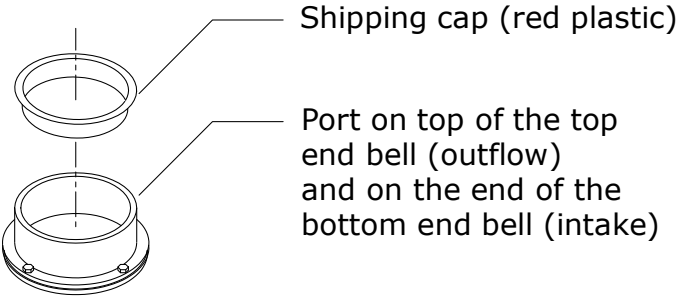 Shipping cap (red plastic)
Port on top of the top
end bell (outflow)
and on the end of the
bottom end bell (intake)